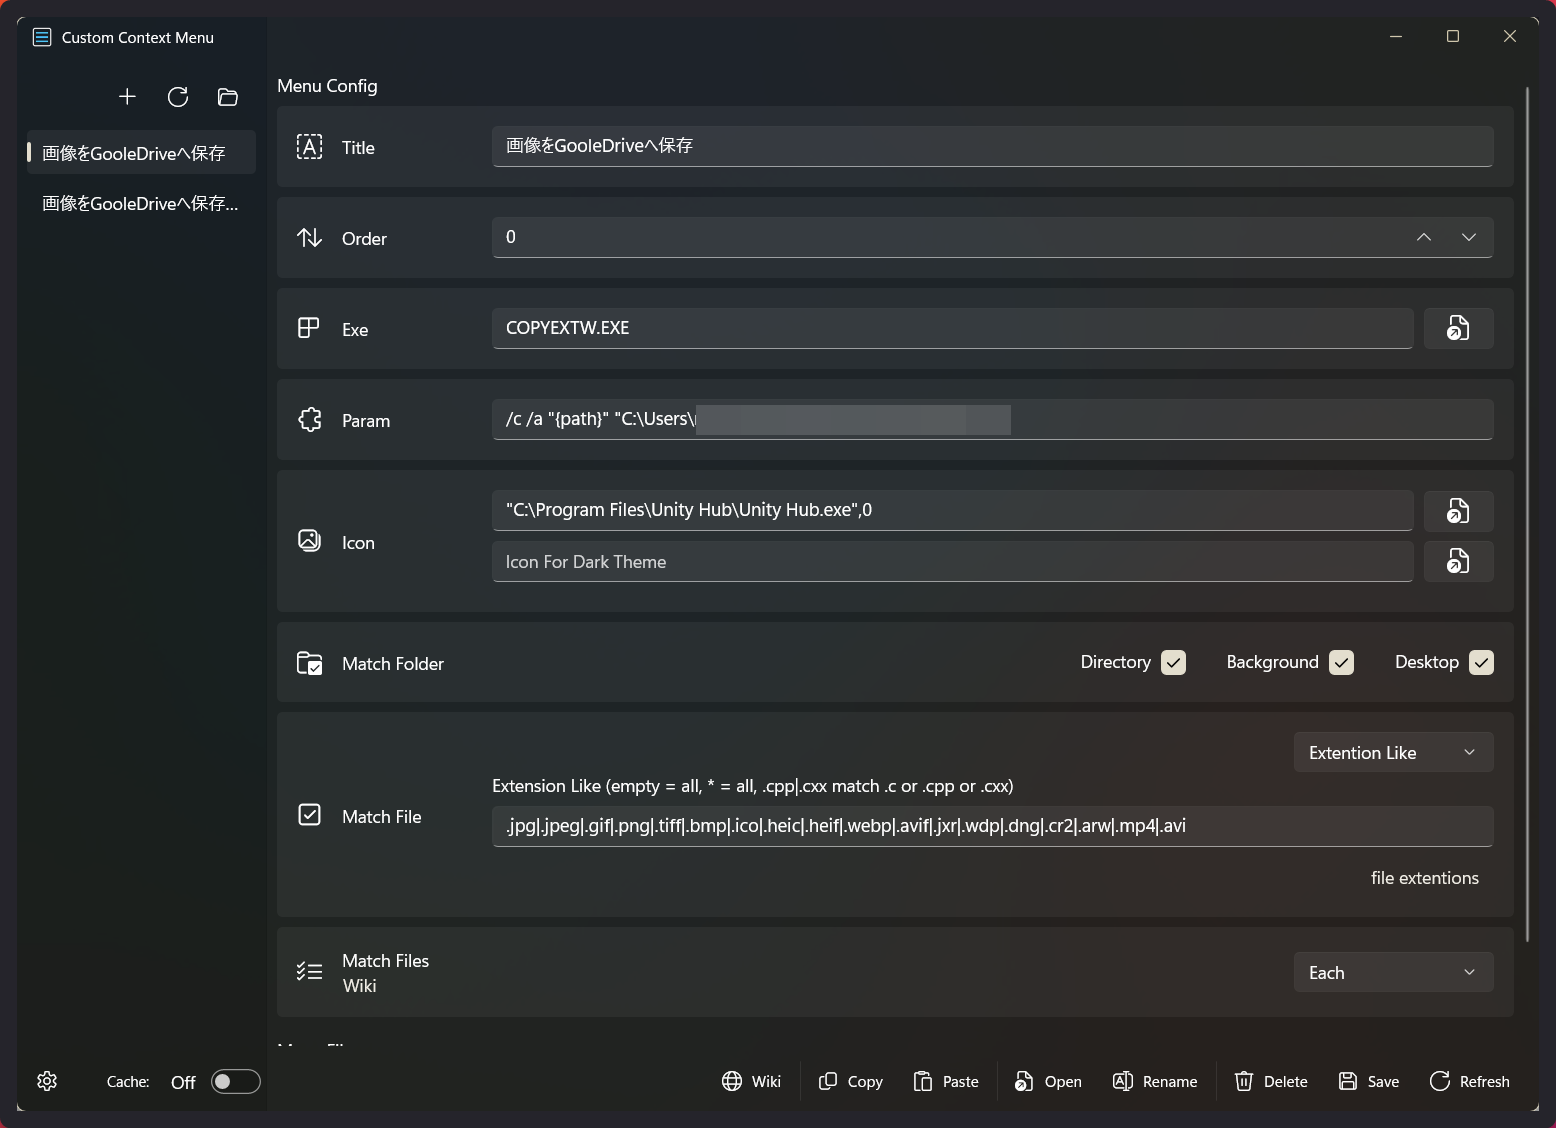 Custom Context Menu
画像をGooleDriveへ保存
画像をGooleDriveへ保存...
Menu Config
Title
画像をGooleDriveへ保存
Order
0
Exe
COPYEXTW.EXE
Param
/c /a "{path}" "C:\Users\
Icon
"C:\Program Files\Unity Hub\Unity Hub.exe",0
Icon For Dark Theme
Match Folder
Directory
Background
Desktop
Extention Like
Match File
Extension Like (empty = all, * = all, .cpp|.cxx match .c or .cpp or .cxx)
.jpg|.jpeg|.gif|.png|.tiff|.bmp|.ico|.heic|.heif|.webp|.avif|.jxr|.wdp|.dng|.cr2|.arw|.mp4|.avi
file extentions
Match Files
Wiki
Each
Cache: Off
Wiki
Copy
Paste
Open
Rename
Delete
Save
Refresh